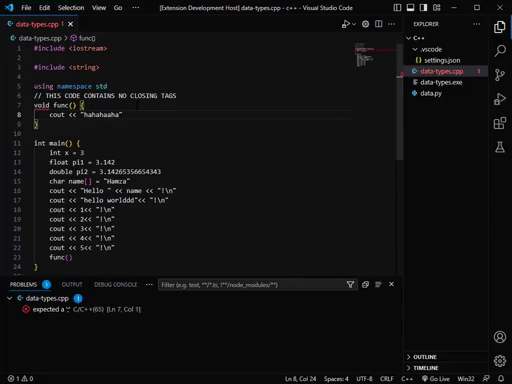 File Edit Selection View Go ··· [Extension Development Host] data-types.cpp - c++ - Visual Studio Code
data-types.cpp 1
EXPLORER
data-types.cpp > func()
1 #include <iostream>
2
3 #include <string>
4
5 using namespace std
6 // THIS CODE CONTAINS NO CLOSING TAGS
7 void func() {
8 cout << "hahahaaha"
9 }
10
11 int main() {
12 int x = 3
13 float pi1 = 3.142
14 double pi2 = 3.14265356654343
15 char name[] = "Hamza"
16 cout << "Hello " << name << "!\n"
17 cout << "hello worlddd"<< "!\n"
18 cout << 1<< "!\n"
19 cout << 2<< "!\n"
20 cout << 3<< "!\n"
21 cout << 4<< "!\n"
22 cout << 5<< "!\n"
23 func()
24 }
C++
.vscode
settings.json
data-types.cpp 1
data-types.exe
data.py
PROBLEMS 1 OUTPUT DEBUG CONSOLE ··· Filter (e.g. text, **/*.ts, !**/node_modules/**)
data-types.cpp 1
expected a ';' C/C++(65) [Ln 7, Col 1]
OUTLINE
TIMELINE
1 0 Ln 8, Col 24 Spaces: 4 UTF-8 CRLF C++ Go Live Win32